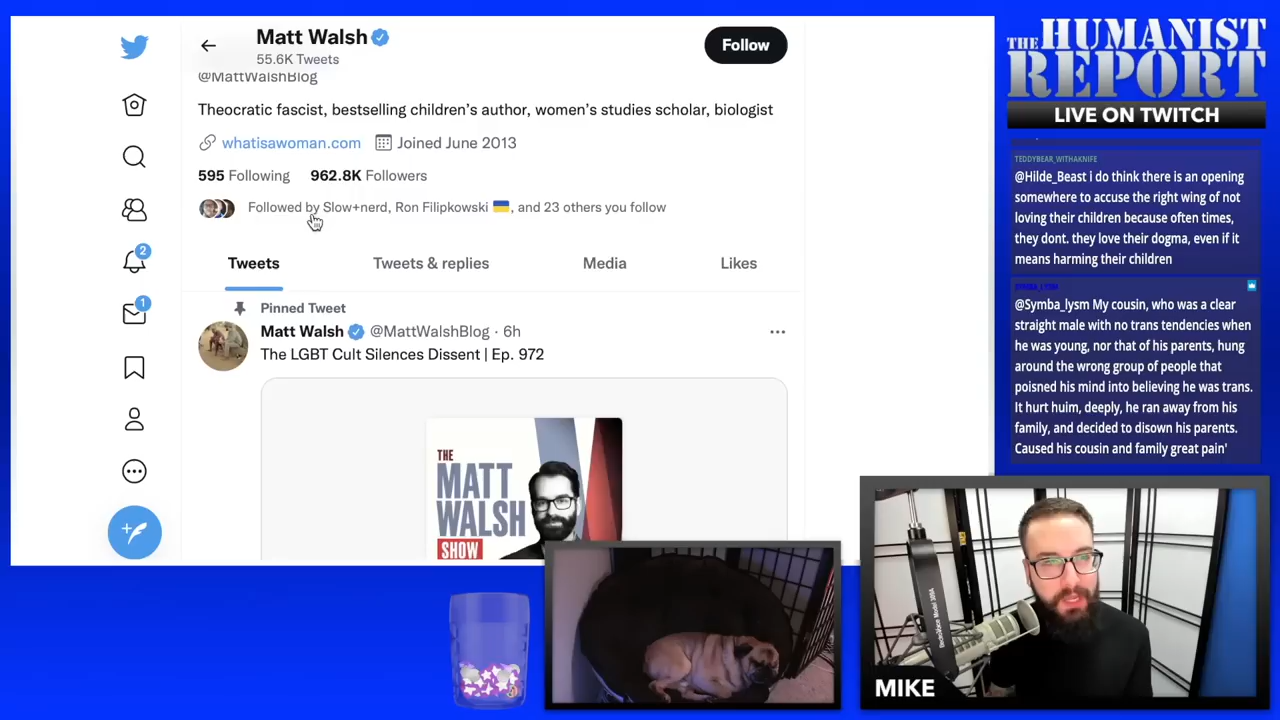 Matt Walsh
55.6K Tweets
Follow
@MattWalshBlog
Theocratic fascist, bestselling children's author, women's studies scholar, biologist
whatisawoman.com Joined June 2013
595 Following 962.8K Followers
Followed by Slow+nerd, Ron Filipkowski 🇺🇦, and 23 others you follow
Tweets Tweets & replies Media Likes
Pinned Tweet
Matt Walsh @MattWalshBlog · 6h
The LGBT Cult Silences Dissent | Ep. 972
THE
MATT
WALSH
SHOW
2
1
THE HUMANIST
REPORT
LIVE ON TWITCH
TEDDYBEAR_WITHAKNIFE
@Hilde_Beast I do think there is an opening
somewhere to accuse the right wing of not
loving their children because often times,
they dont. they love their dogma, even if it
means harming their children
SYMBA_LYSM
@Symba_lysm My cousin, who was a clear
straight male with no trans tendencies when
he was young, nor that of his parents, hung
around the wrong group of people that
poisned his mind into believing he was trans.
It hurt huim, deeply, he ran away from his
family, and decided to disown his parents.
Caused his cousin and family great pain'
MIKE